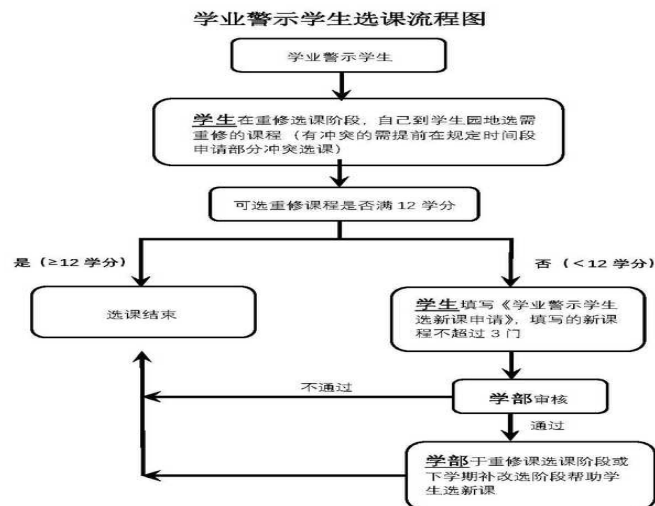 学业警示学生选课流程图
学业警示学生
学生在重修选课阶段，自己到学生园地选需
重修的课程（有冲突的需提前在规定时间段
申请部分冲突选课）
可选重修课程是否满12学分
是（≥12学分）
否（＜12学分）
选课结束
学生填写《学业警示学生
选新课申请》，填写的新课
程不超过3门
不通过
学部审核
通过
学部于重修课选课阶段或
下学期补改选阶段帮助学
生选新课